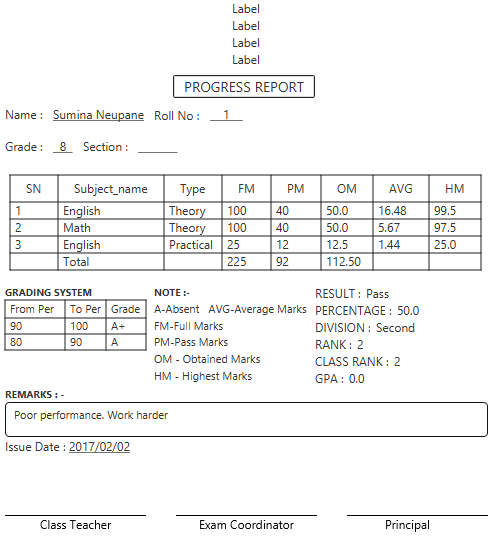 Label
Label
Label
Label
PROGRESS REPORT
Name : Sumina Neupane Roll No : 1
Grade : 8 Section :
SN Subject_name Type FM PM OM AVG HM
1 English Theory 100 40 50.0 16.48 99.5
2 Math Theory 100 40 50.0 5.67 97.5
3 English Practical 25 12 12.5 1.44 25.0
Total 225 92 112.50
GRADING SYSTEM
From Per To Per Grade
90 100 A+
80 90 A
NOTE :-
A-Absent AVG-Average Marks
FM-Full Marks
PM-Pass Marks
OM - Obtained Marks
HM - Highest Marks
RESULT : Pass
PERCENTAGE : 50.0
DIVISION : Second
RANK : 2
CLASS RANK : 2
GPA : 0.0
REMARKS : -
Poor performance. Work harder
Issue Date : 2017/02/02
Class Teacher Exam Coordinator Principal